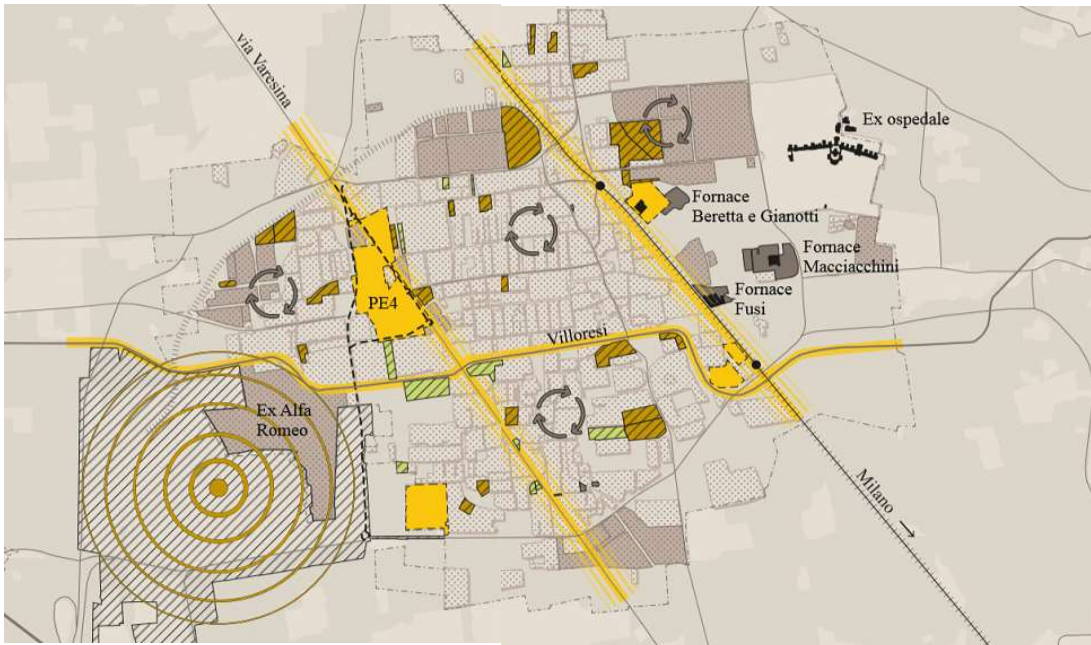 via Varesina
Ex ospedale
Fornace
Beretta e Gianotti
Fornace
Macciacchini
PE4
Fornace
Fusi
Villoresi
Ex Alfa
Romeo
Milano